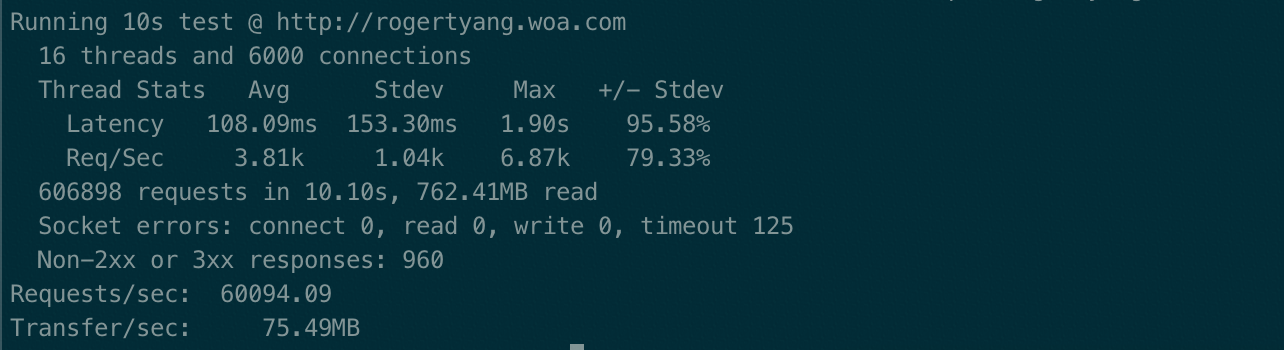 Running 10s test @ http://rogertyang.woa.com
16 threads and 6000 connections
Thread Stats Avg Stdev Max +/- Stdev
Latency 108.09ms 153.30ms 1.90s 95.58%
Req/Sec 3.81k 1.04k 6.87k 79.33%
606898 requests in 10.10s, 762.41MB read
Socket errors: connect 0, read 0, write 0, timeout 125
Non-2xx or 3xx responses: 960
Requests/sec: 60094.09
Transfer/sec: 75.49MB